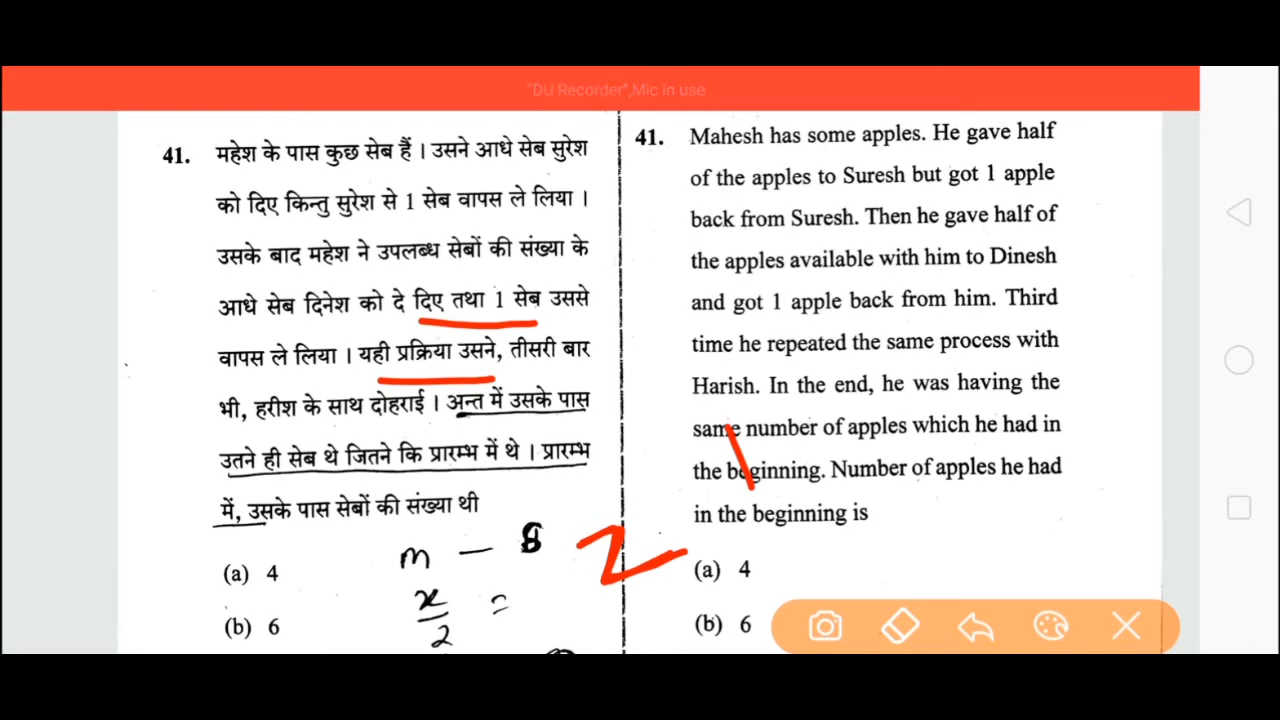 "DU Recorder",Mic in use
41. महेश के पास कुछ सेब हैं । उसने आधे सेब सुरेश
को दिए किन्तु सुरेश से 1 सेब वापस ले लिया ।
उसके बाद महेश ने उपलब्ध सेबों की संख्या के
आधे सेब दिनेश को दे दिए तथा 1 सेब उससे
वापस ले लिया । यही प्रक्रिया उसने, तीसरी बार
भी, हरीश के साथ दोहराई । अन्त में उसके पास
उतने ही सेब थे जितने कि प्रारम्भ में थे । प्रारम्भ
में, उसके पास सेबों की संख्या थी
(a) 4
(b) 6
m — 8
x/2 =
2
41. Mahesh has some apples. He gave half
of the apples to Suresh but got 1 apple
back from Suresh. Then he gave half of
the apples available with him to Dinesh
and got 1 apple back from him. Third
time he repeated the same process with
Harish. In the end, he was having the
same number of apples which he had in
the beginning. Number of apples he had
in the beginning is
(a) 4
(b) 6